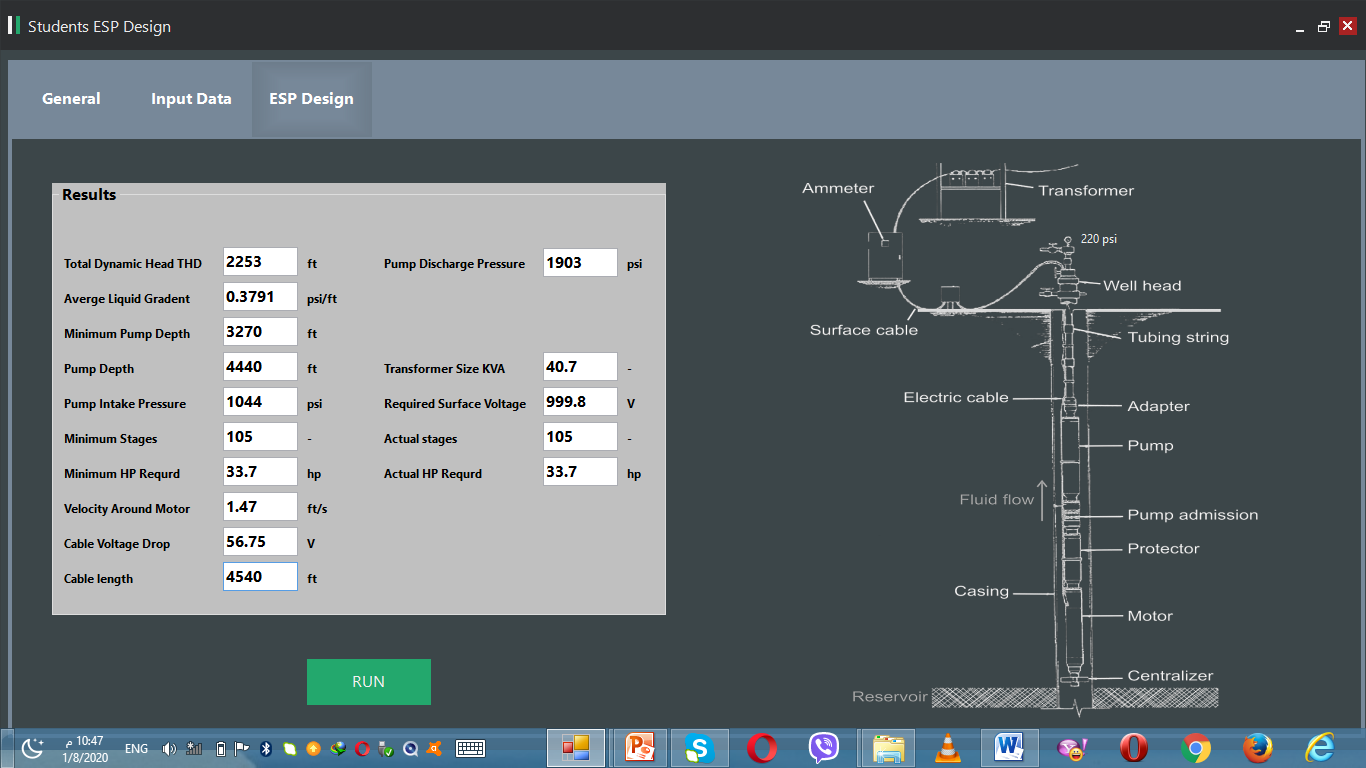 Students ESP Design
General Input Data ESP Design
Results
Total Dynamic Head THD 2253 ft Pump Discharge Pressure 1903 psi
Averge Liquid Gradent 0.3791 psi/ft
Minimum Pump Depth 3270 ft
Pump Depth 4440 ft Transformer Size KVA 40.7 -
Pump Intake Pressure 1044 psi Required Surface Voltage 999.8 V
Minimum Stages 105 - Actual stages 105 -
Minimum HP Requrd 33.7 hp Actual HP Requrd 33.7 hp
Velocity Around Motor 1.47 ft/s
Cable Voltage Drop 56.75 V
Cable length 4540 ft
RUN
Ammeter
Transformer
220 psi
Well head
Surface cable
Tubing string
Electric cable
Adapter
Pump
Fluid flow
Pump admission
Protector
Casing
Motor
Centralizer
Reservoir
10:47 م
1/8/2020
ENG